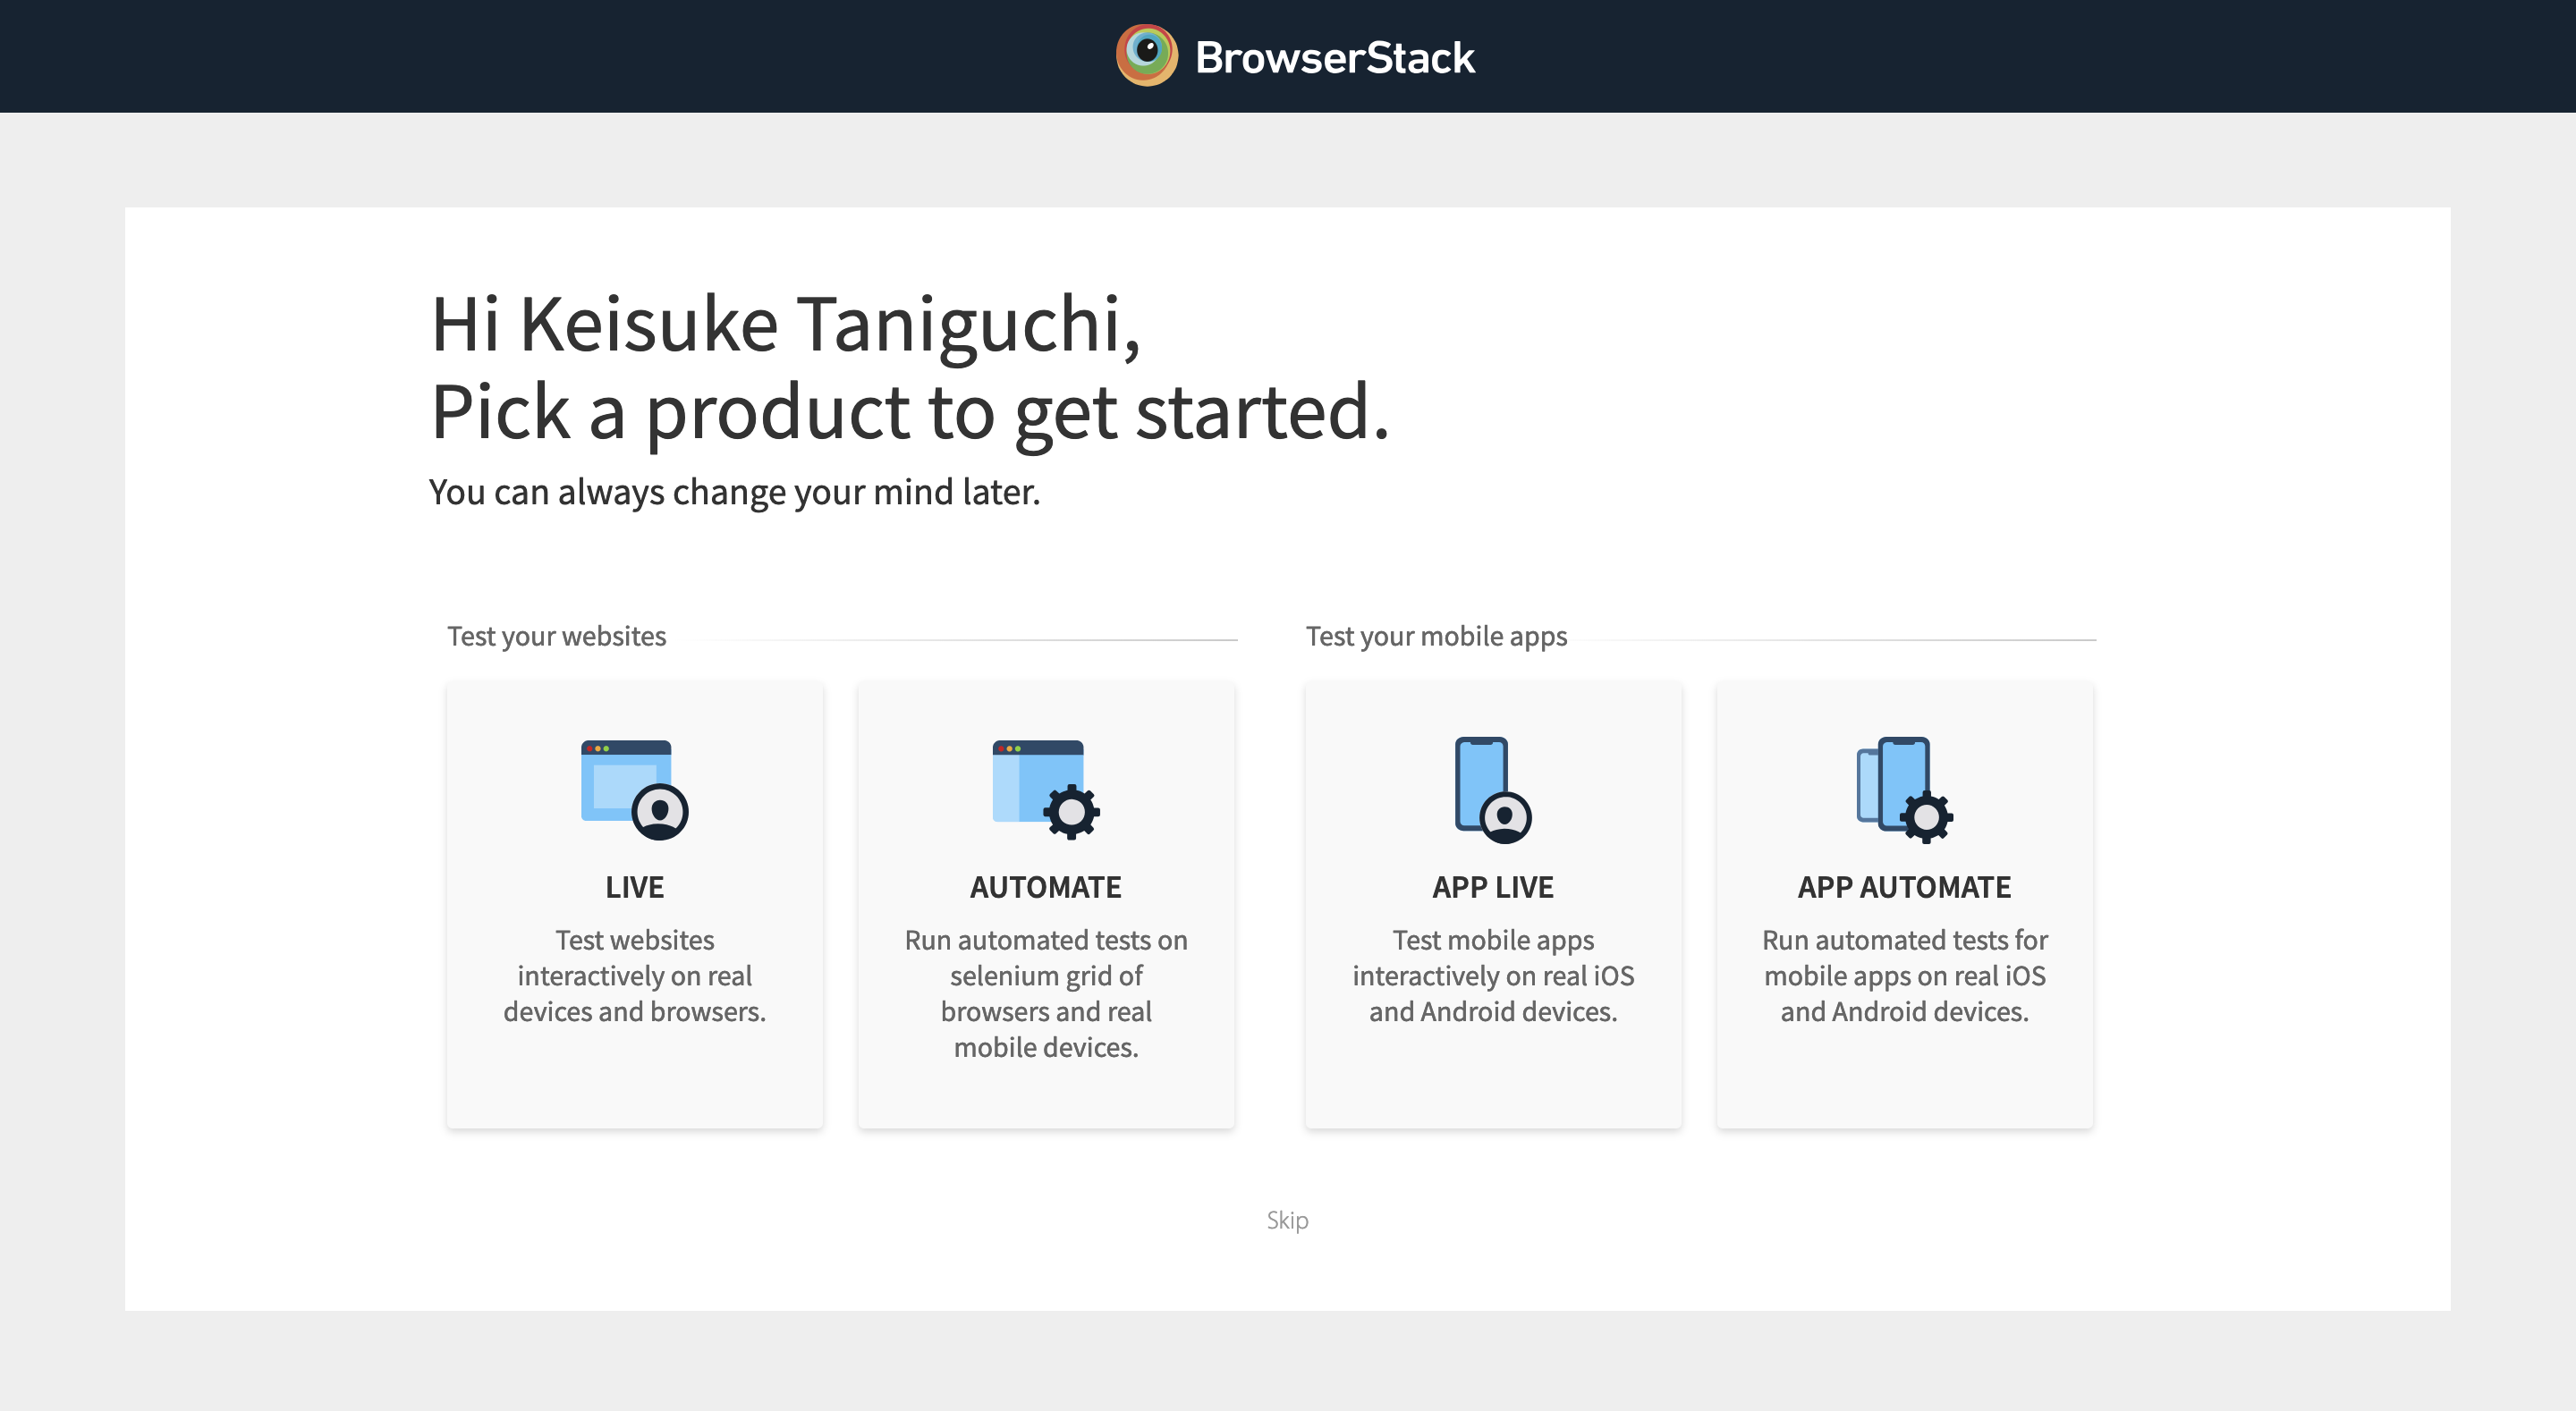 BrowserStack
Hi Keisuke Taniguchi,
Pick a product to get started.
You can always change your mind later.
Test your websites
LIVE
Test websites
interactively on real
devices and browsers.
AUTOMATE
Run automated tests on
selenium grid of
browsers and real
mobile devices.
Test your mobile apps
APP LIVE
Test mobile apps
interactively on real iOS
and Android devices.
APP AUTOMATE
Run automated tests for
mobile apps on real iOS
and Android devices.
Skip